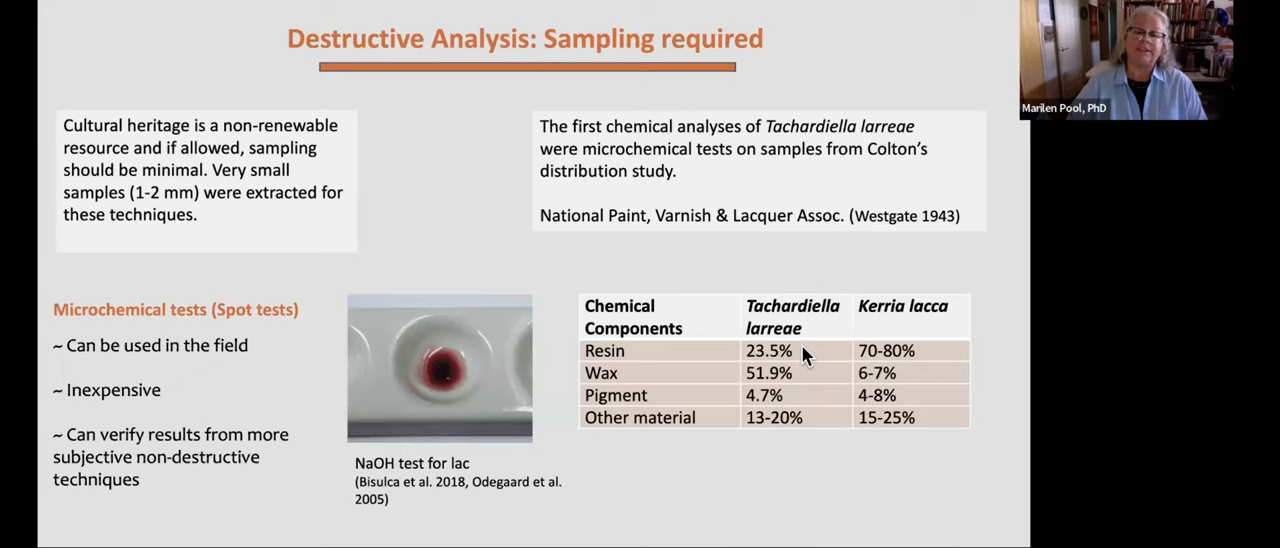 Destructive Analysis: Sampling required
Marilen Pool, PhD
Cultural heritage is a non-renewable
resource and if allowed, sampling
should be minimal. Very small
samples (1-2 mm) were extracted for
these techniques.
The first chemical analyses of Tachardiella larreae
were microchemical tests on samples from Colton's
distribution study.
National Paint, Varnish & Lacquer Assoc. (Westgate 1943)
Microchemical tests (Spot tests)
~ Can be used in the field
~ Inexpensive
~ Can verify results from more
subjective non-destructive
techniques
NaOH test for lac
(Bisulca et al. 2018, Odegaard et al.
2005)
Chemical Components Tachardiella larreae Kerria lacca
Resin 23.5% 70-80%
Wax 51.9% 6-7%
Pigment 4.7% 4-8%
Other material 13-20% 15-25%